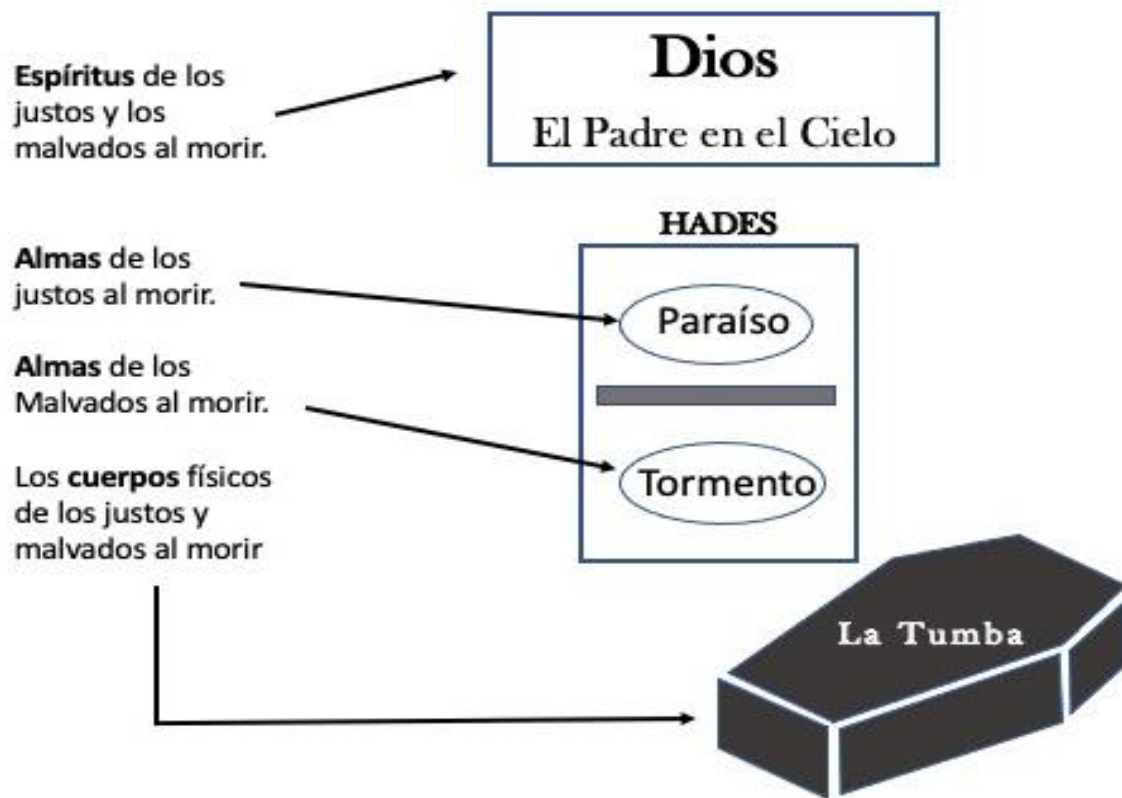 Espíritus de los
justos y los
malvados al morir.
Dios
El Padre en el Cielo
HADES
Almas de los
justos al morir.
Paraíso
Almas de los
Malvados al morir.
Tormento
Los cuerpos físicos
de los justos y
malvados al morir
La Tumba